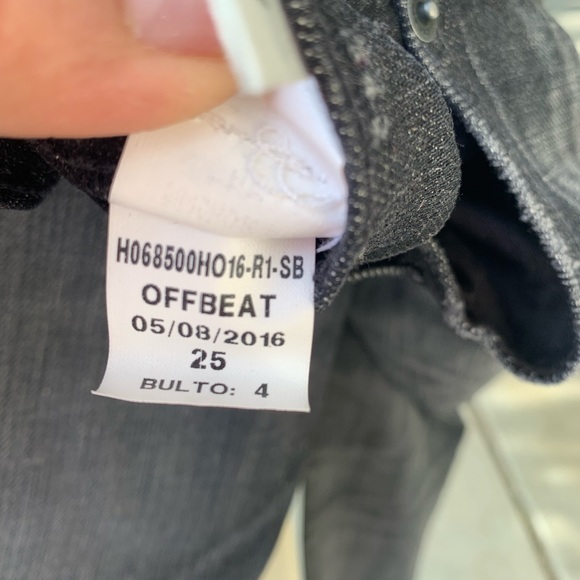 H068500HO16-R1-SB
OFFBEAT
05/08/2016
25
BULTO: 4